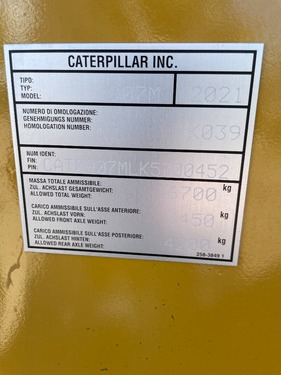 CATERPILLAR INC.
TIPO:
TYP:
MODEL:
2021
NUMERO DI OMOLOGAZIONE:
GENEHMIGUNGS NUMMER:
HOMOLOGATION NUMBER:
NUM IDENT:
FIN:
PIN:
MASSA TOTALE AMMISSIBILE:
ZUL. ACHSLAST GESAMTGEWICHT:
TOTAL ALLOWED WEIGHT:
kg
CARICO AMMISSIBILE SULL'ASSE ANTERIORE:
ZUL. ACHSLAST VORN:
ALLOWED FRONT AXLE WEIGHT:
kg
CARICO AMMISSIBILE SULL'ASSE POSTERIORE:
ZUL. ACHSLAST HINTEN:
ALLOWED REAR AXLE WEIGHT:
kg
258-3849 1